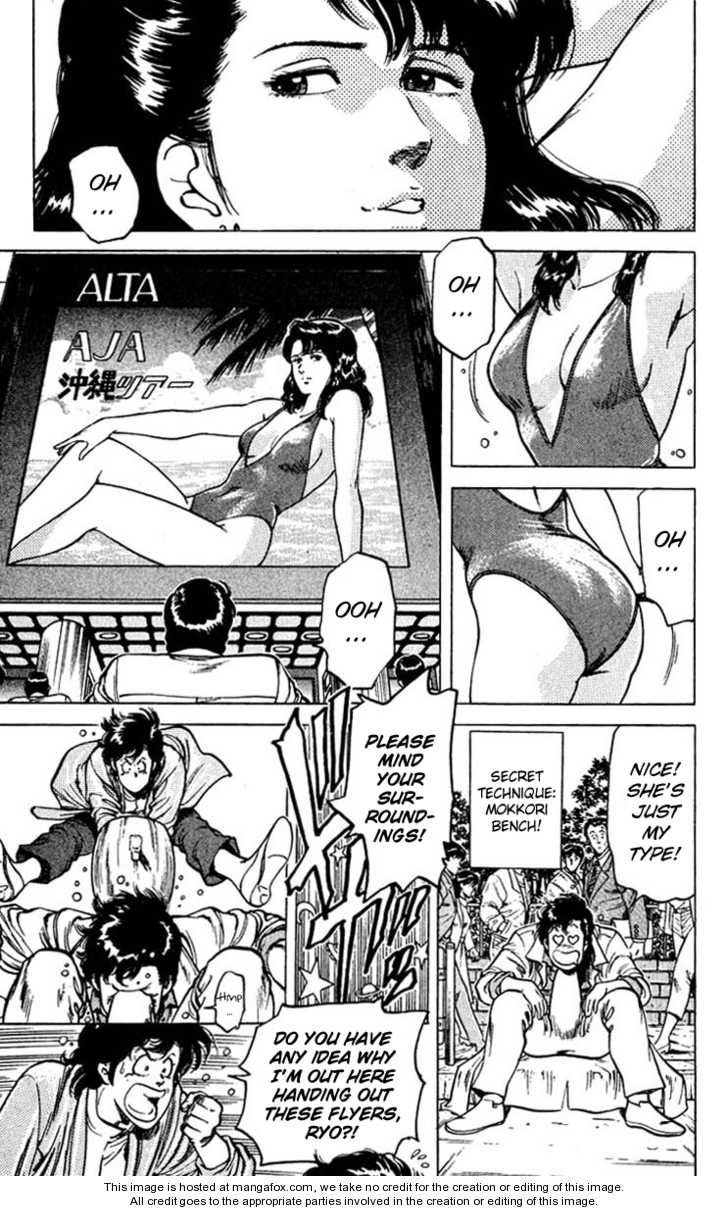 OH
...
OH
...
ALTA
AJA
沖縄ツアー
OH
...
OOH
...
NICE!
SHE'S
JUST
MY
TYPE!
SECRET
TECHNIQUE:
MOKKORI
BENCH!
PLEASE
MIND
YOUR
SUR-
ROUND-
INGS!
HMP
...
DO YOU HAVE
ANY IDEA WHY
I'M OUT HERE
HANDING OUT
THESE FLYERS,
RYO?!
This image is hosted at mangafox.com, we take no credit for the creation or editing of this image.
All credit goes to the appropriate parties involved in the creation or editing of this image.